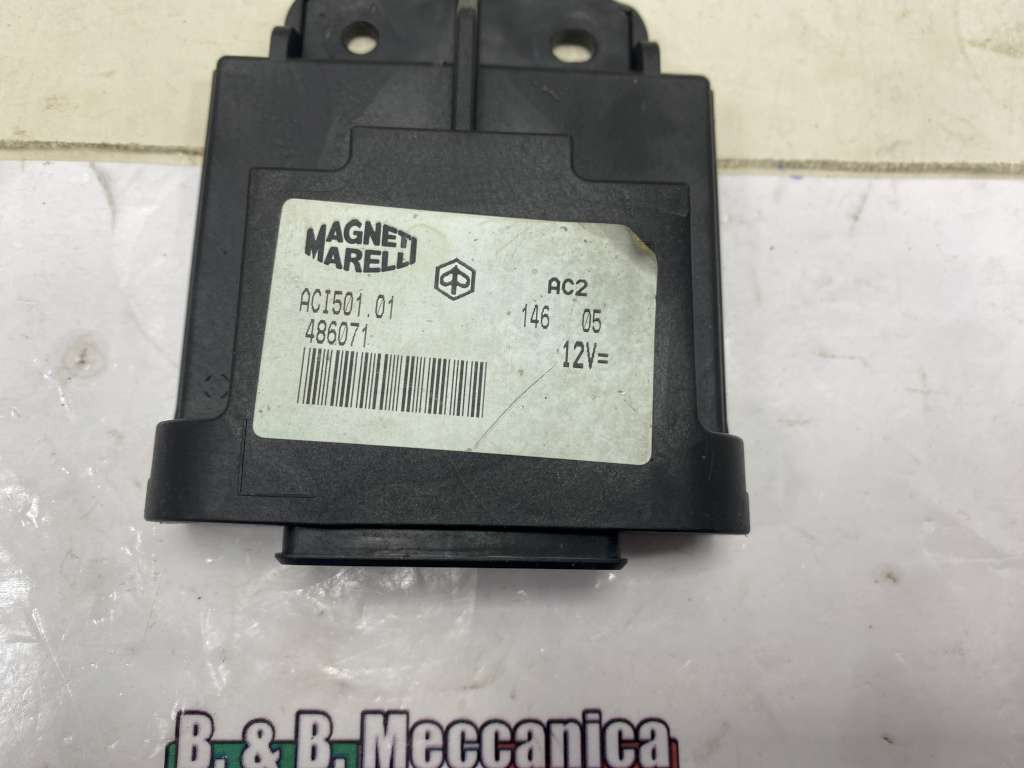 MAGNETI
MARELLI
AC2
ACI501.01
146 05
486071
12V=
B. & B. Meccanica